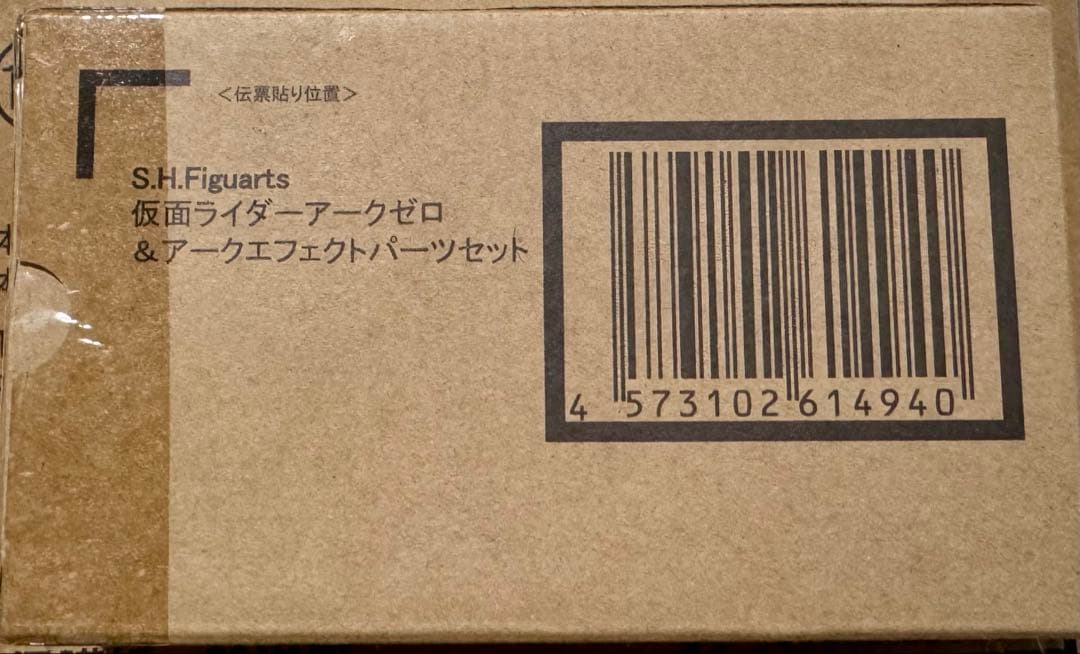 <伝票貼り位置>
S.H.Figuarts
仮面ライダーアークゼロ
&アークエフェクトパーツセット
4 573102 614940